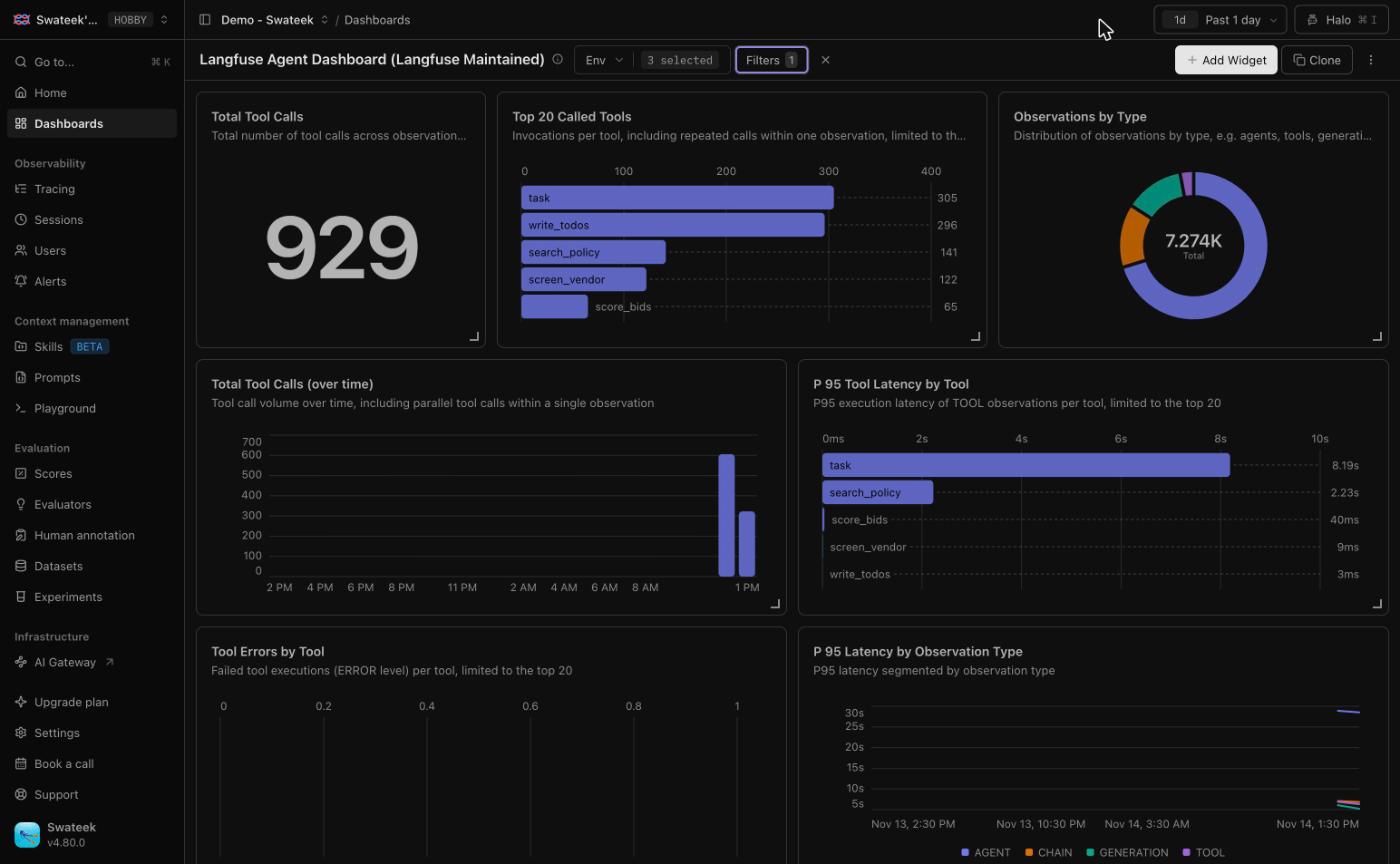 Swateek'... HOBBY
Demo - Swateek / Dashboards
1d Past 1 day
Halo ⌘ I
Go to... ⌘ K
Home
Dashboards
Observability
Tracing
Sessions
Users
Alerts
Context management
Skills BETA
Prompts
Playground
Evaluation
Scores
Evaluators
Human annotation
Datasets
Experiments
Infrastructure
AI Gateway
Upgrade plan
Settings
Book a call
Support
Swateek
v4.80.0
Langfuse Agent Dashboard (Langfuse Maintained)
Env 3 selected
Filters 1
Add Widget
Clone
Total Tool Calls
Total number of tool calls across observation...
929
Top 20 Called Tools
Invocations per tool, including repeated calls within one observation, limited to th...
0 100 200 300 400
task 305
write_todos 296
search_policy 141
screen_vendor 122
score_bids 65
Observations by Type
Distribution of observations by type, e.g. agents, tools, generati...
7.274K
Total
Total Tool Calls (over time)
Tool call volume over time, including parallel tool calls within a single observation
700
600
500
400
300
200
100
0
2 PM 4 PM 6 PM 8 PM 11 PM 2 AM 4 AM 6 AM 8 AM 1 PM
P 95 Tool Latency by Tool
P95 execution latency of TOOL observations per tool, limited to the top 20
0ms 2s 4s 6s 8s 10s
task 8.19s
search_policy 2.23s
score_bids 40ms
screen_vendor 9ms
write_todos 3ms
Tool Errors by Tool
Failed tool executions (ERROR level) per tool, limited to the top 20
0 0.2 0.4 0.6 0.8 1
P 95 Latency by Observation Type
P95 latency segmented by observation type
30s
25s
20s
15s
10s
5s
Nov 13, 2:30 PM Nov 13, 10:30 PM Nov 14, 3:30 AM Nov 14, 1:30 PM
AGENT CHAIN GENERATION TOOL